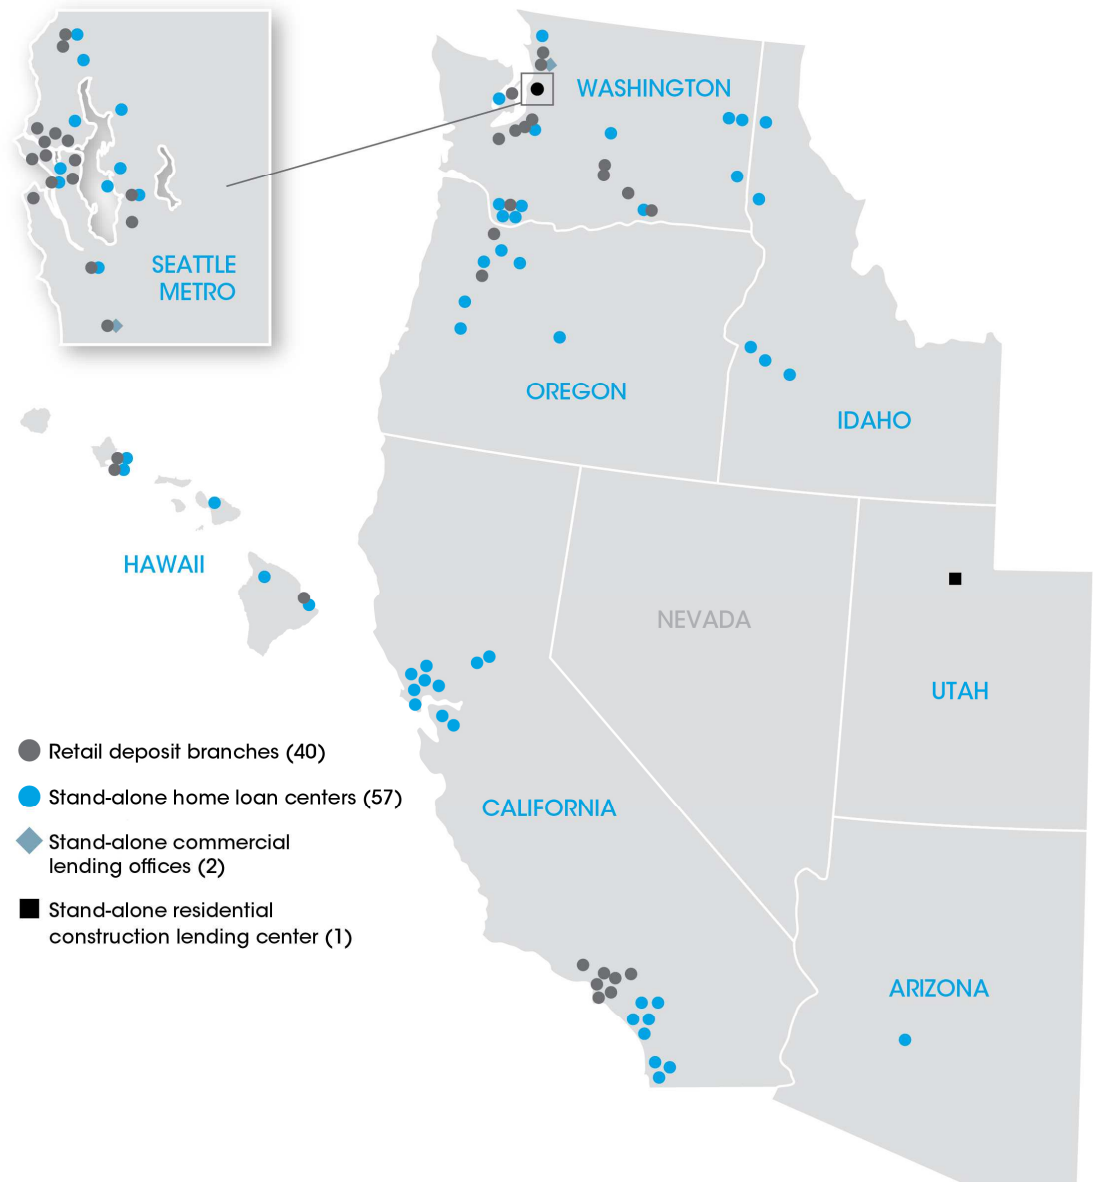 WASHINGTON
SEATTLE
METRO
OREGON
IDAHO
HAWAII
NEVADA
UTAH
Retail deposit branches (40)
Stand-alone home loan centers (57)
CALIFORNIA
Stand-alone commercial
lending offices (2)
Stand-alone residential
construction lending center (1)
ARIZONA